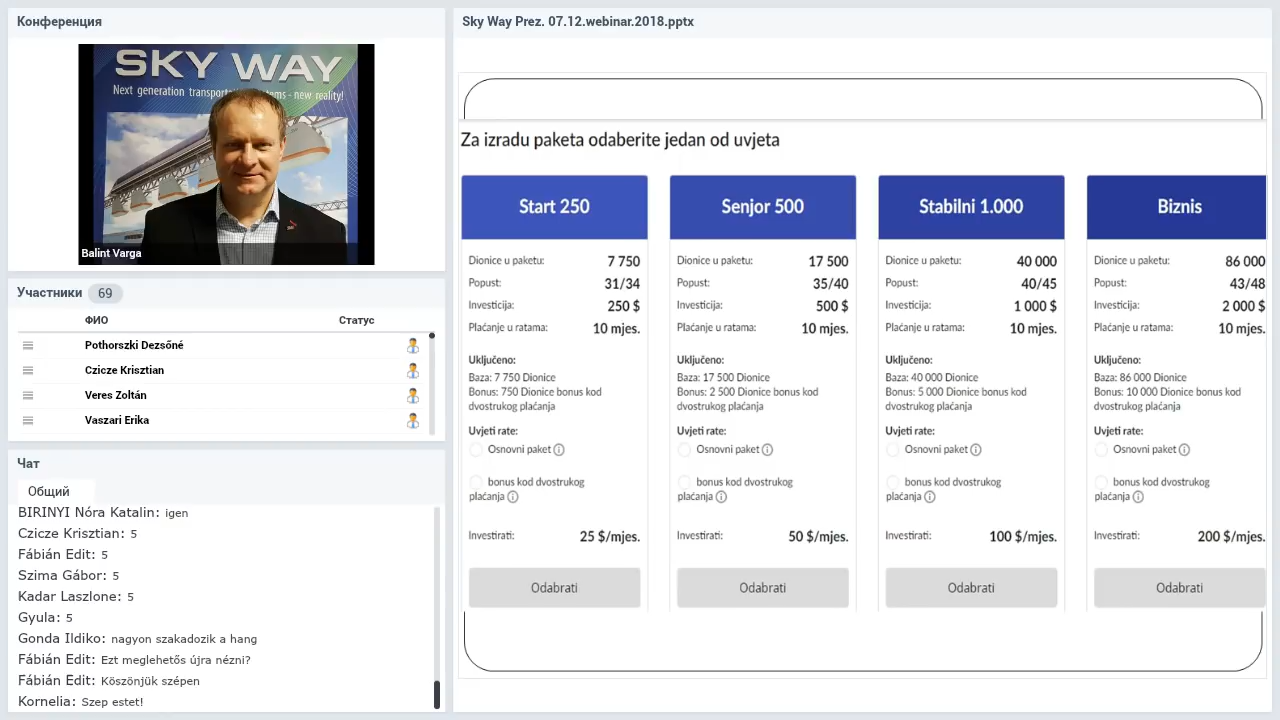 Конференция
SKY WAY
Next generation transporta ems - new reality!
Balint Varga
Участники 69
ФИО Статус
Pothorszki Dezsőné
Czicze Krisztian
Veres Zoltán
Vaszari Erika
Чат
Общий
BIRINYI Nóra Katalin: igen
Czicze Krisztian: 5
Fábián Edit: 5
Szima Gábor: 5
Kadar Laszlone: 5
Gyula: 5
Gonda Ildiko: nagyon szakadozik a hang
Fábián Edit: Ezt meglehetős újra nézni?
Fábián Edit: Köszönjük szépen
Kornelia: Szep estet!
Sky Way Prez. 07.12.webinar.2018.pptx
Za izradu paketa odaberite jedan od uvjeta
Start 250
Dionice u paketu: 7 750
Popust: 31/34
Investicija: 250 $
Plaćanje u ratama: 10 mjes.
Uključeno:
Baza: 7 750 Dionice
Bonus: 750 Dionice bonus kod
dvostrukog plaćanja
Uvjeti rate:
Osnovni paket
bonus kod dvostrukog
plaćanja
Investirati: 25 $/mjes.
Odabrati
Senjor 500
Dionice u paketu: 17 500
Popust: 35/40
Investicija: 500 $
Plaćanje u ratama: 10 mjes.
Uključeno:
Baza: 17 500 Dionice
Bonus: 2 500 Dionice bonus kod
dvostrukog plaćanja
Uvjeti rate:
Osnovni paket
bonus kod dvostrukog
plaćanja
Investirati: 50 $/mjes.
Odabrati
Stabilni 1.000
Dionice u paketu: 40 000
Popust: 40/45
Investicija: 1 000 $
Plaćanje u ratama: 10 mjes.
Uključeno:
Baza: 40 000 Dionice
Bonus: 5 000 Dionice bonus kod
dvostrukog plaćanja
Uvjeti rate:
Osnovni paket
bonus kod dvostrukog
plaćanja
Investirati: 100 $/mjes.
Odabrati
Biznis
Dionice u paketu: 86 000
Popust: 43/48
Investicija: 2 000 $
Plaćanje u ratama: 10 mjes.
Uključeno:
Baza: 86 000 Dionice
Bonus: 10 000 Dionice bonus kod
dvostrukog plaćanja
Uvjeti rate:
Osnovni paket
bonus kod dvostrukog
plaćanja
Investirati: 200 $/mjes.
Odabrati